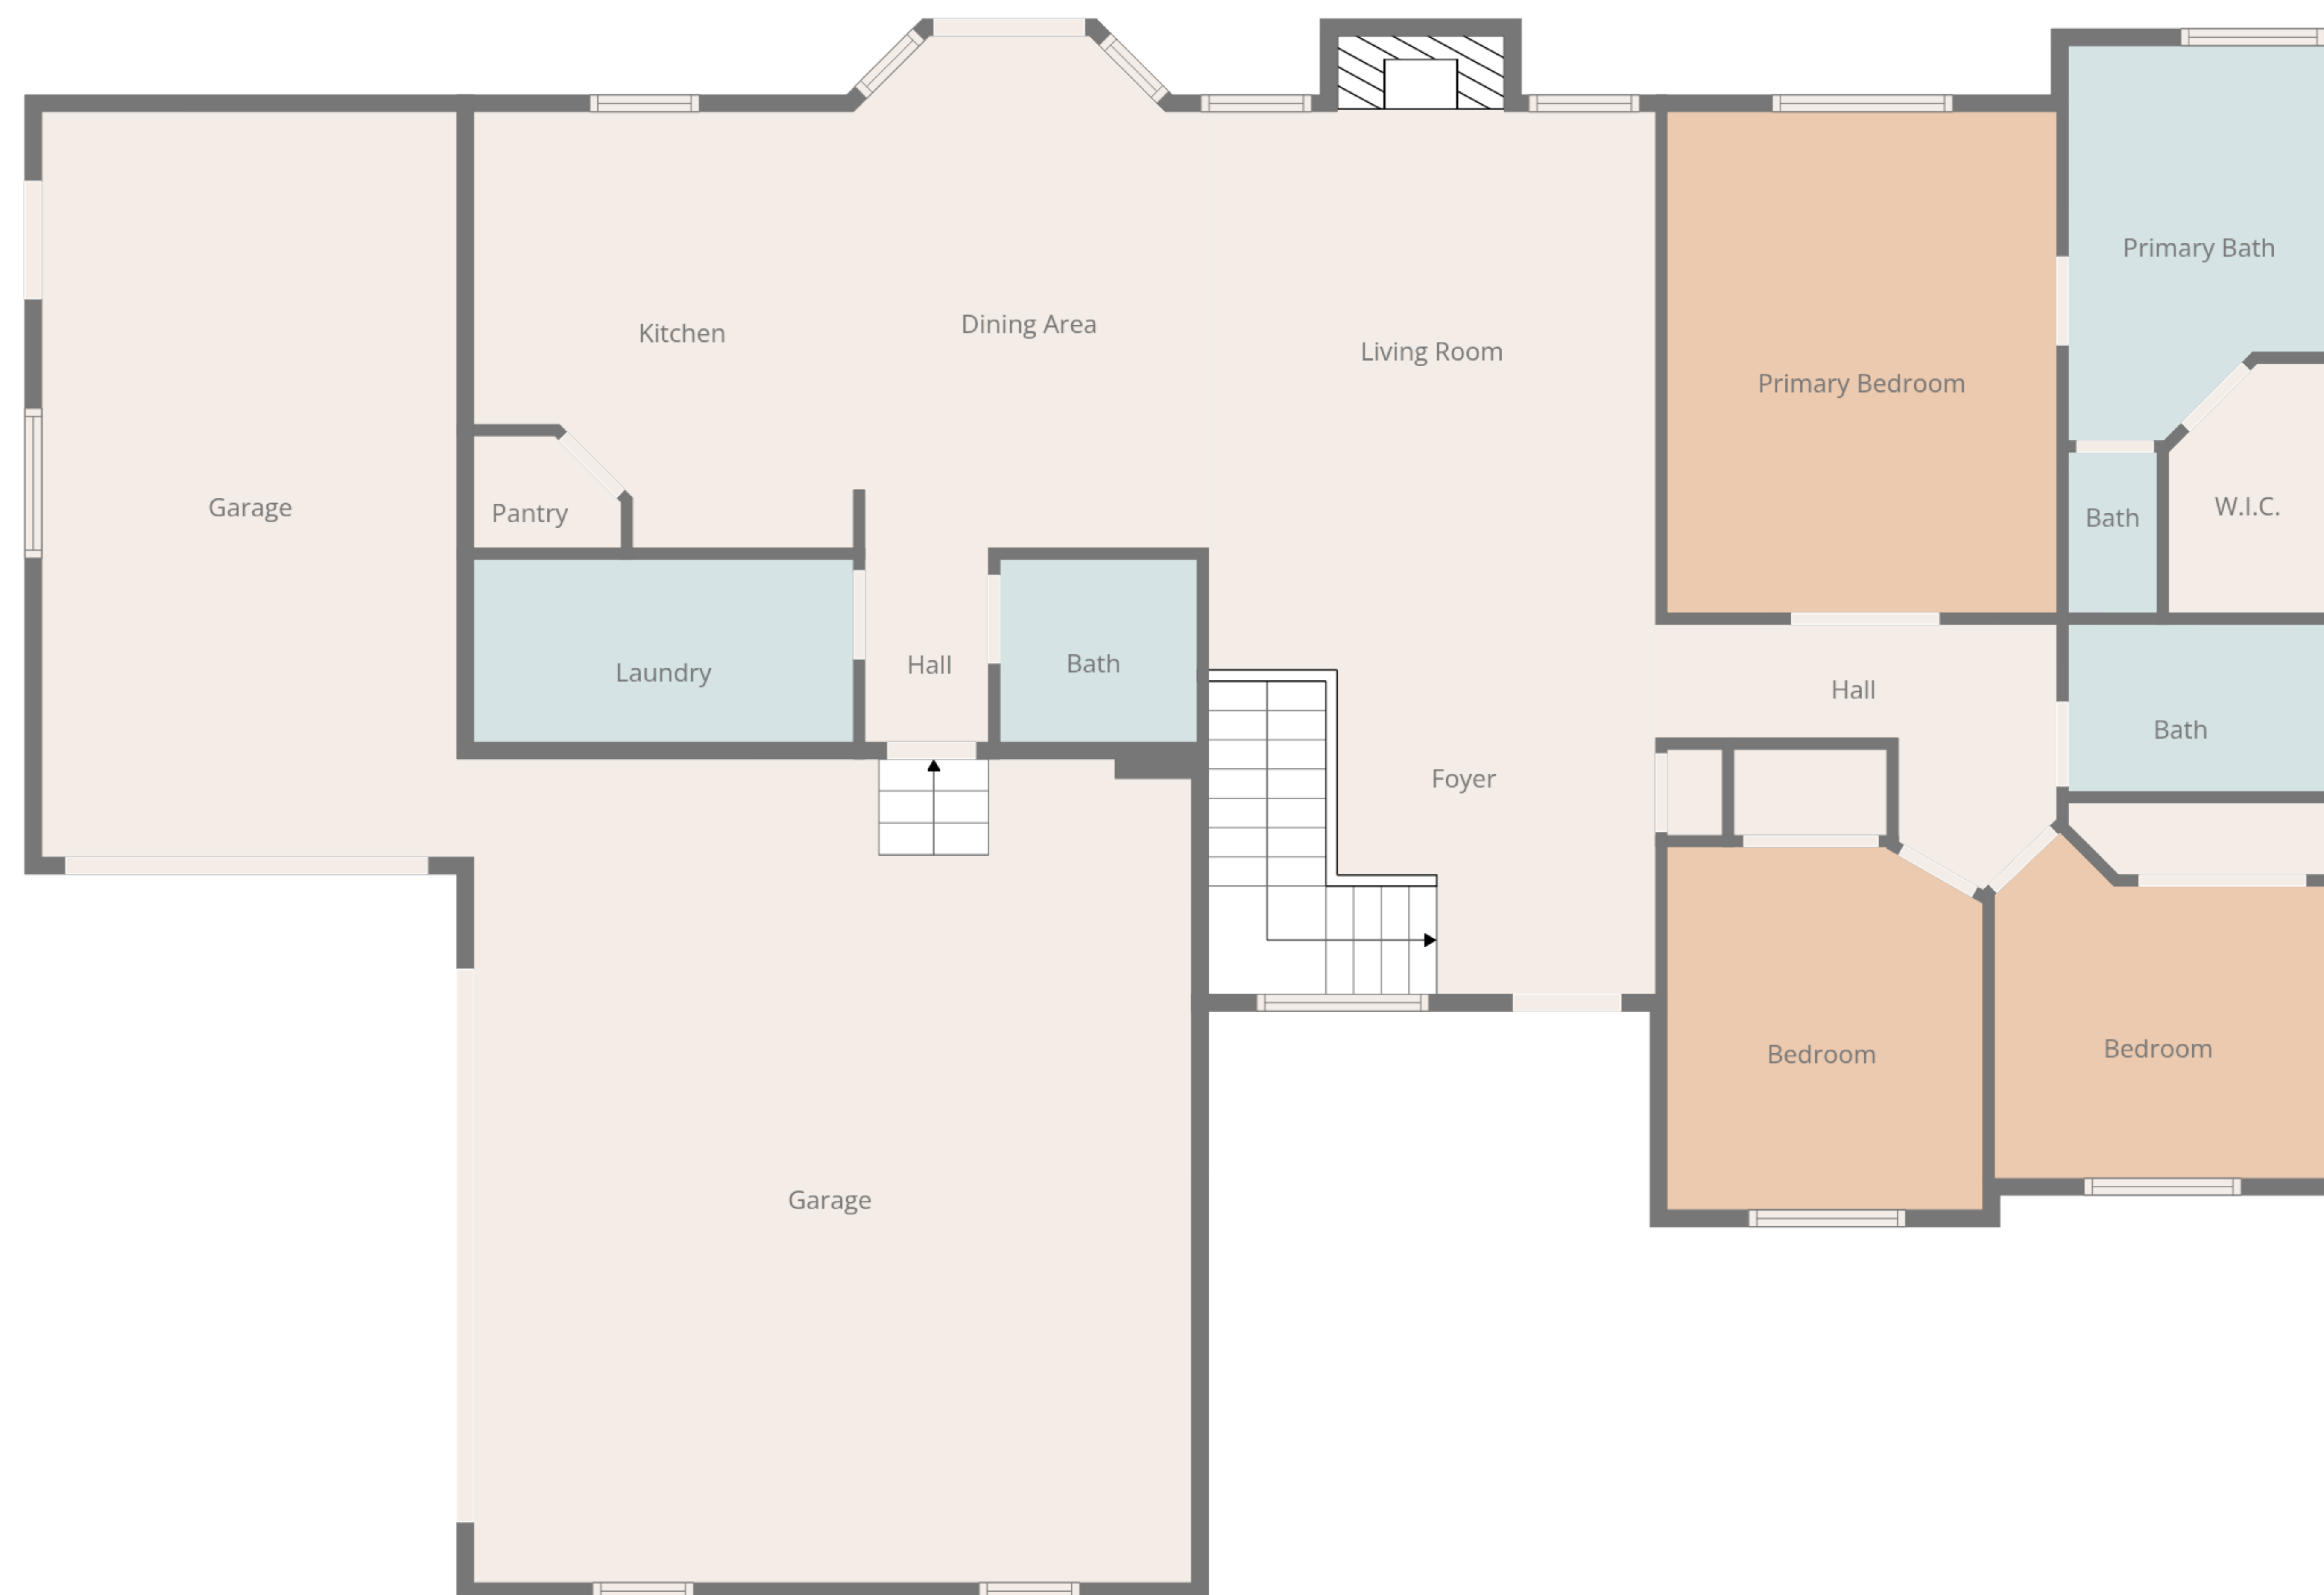 Primary Bath
Dining Area
Kitchen
Living Room
Primary Bedroom
Garage
Pantry
Bath
W.I.C.
Laundry
Hall
Bath
Hall
Bath
Foyer
Bedroom
Bedroom
Garage